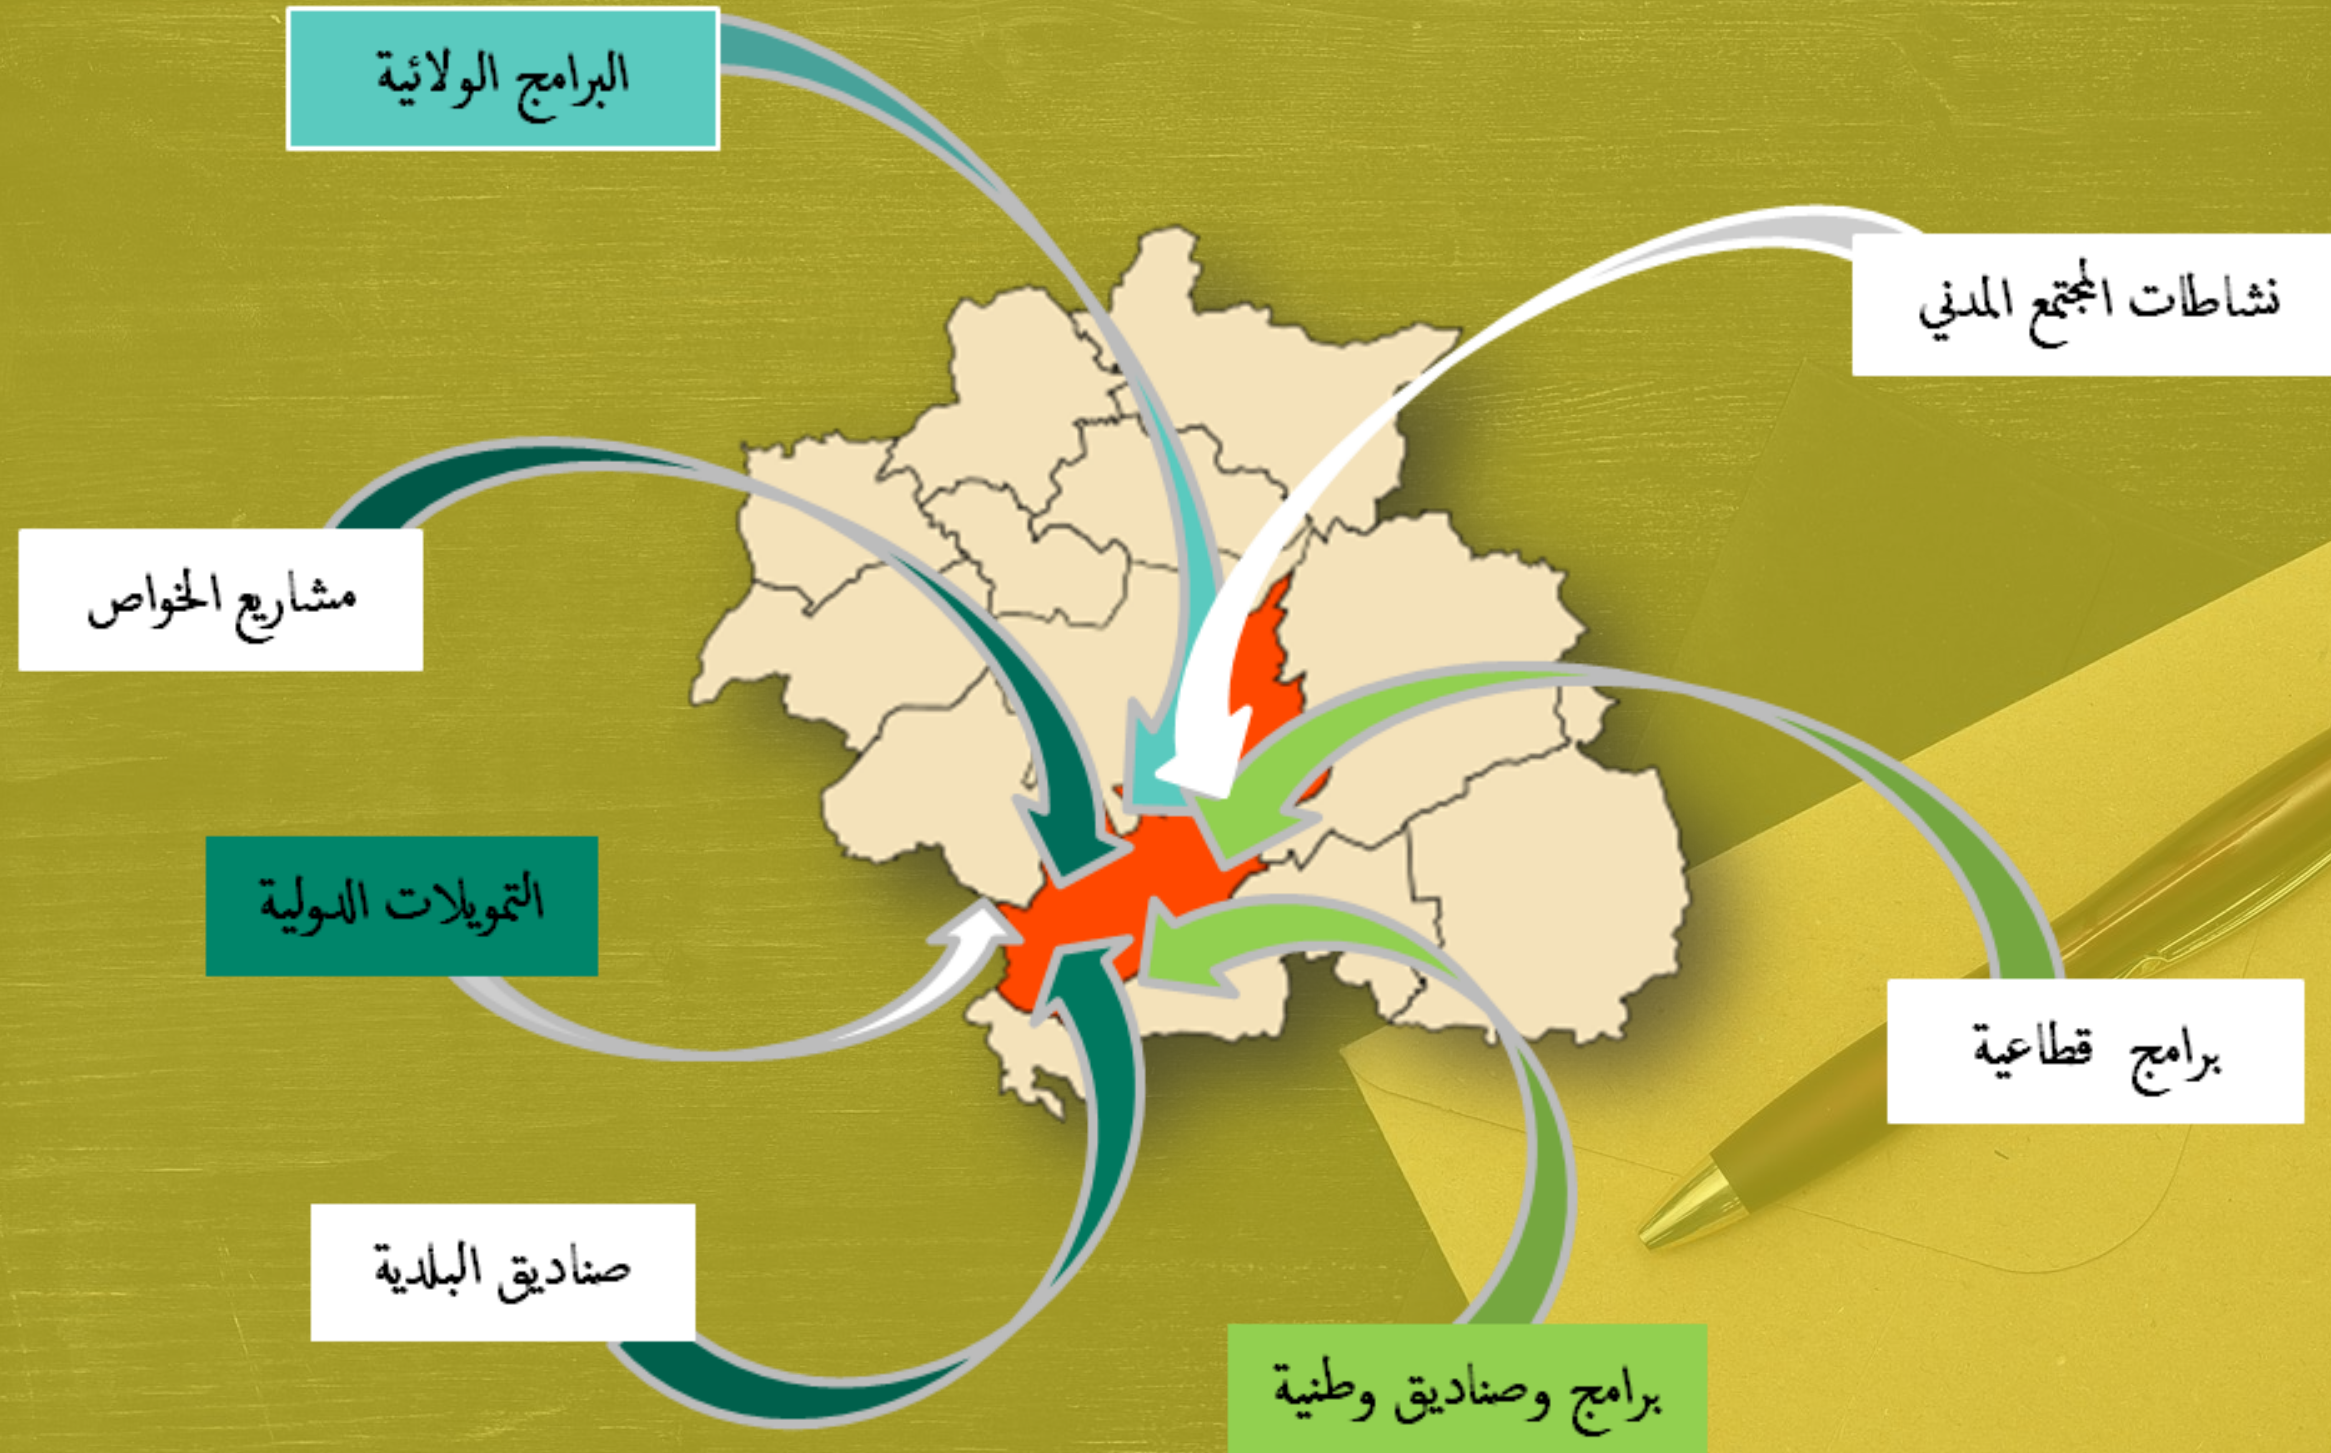 البرامج الولائية
نشاطات المجتمع المدني
مشاريع الخواص
التمويلات الدولية
برامج قطاعية
صناديق البلدية
برامج وصناديق وطنية